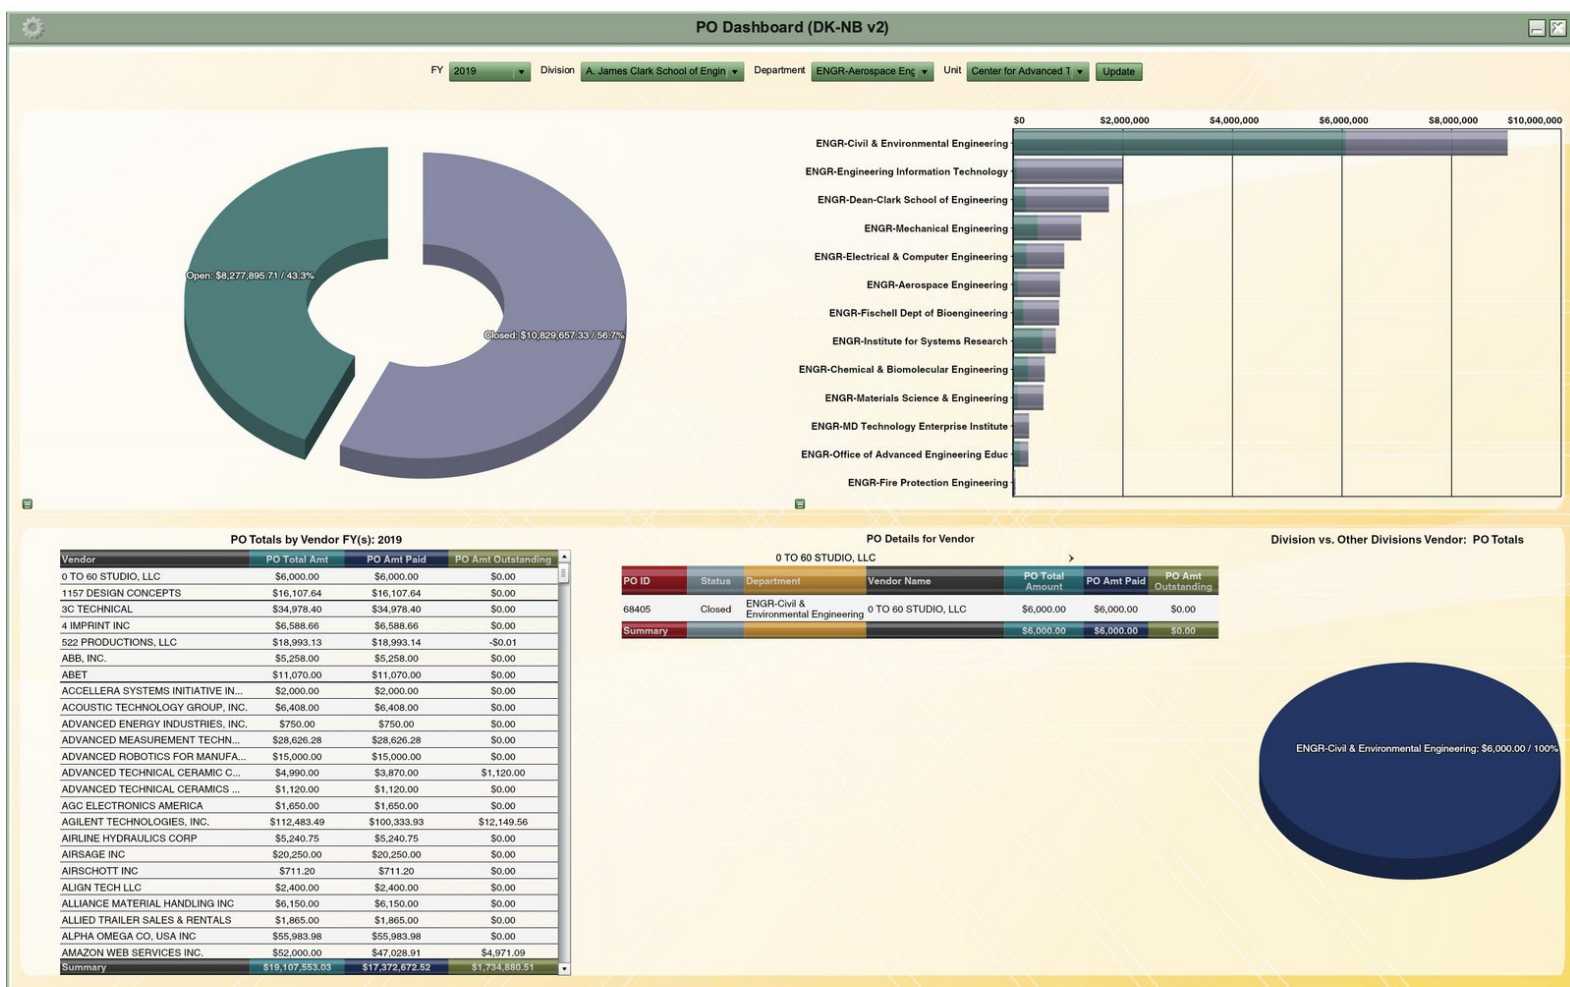 PO Dashboard (DK-NB v2)
FY 2019 Division A. James Clark School of Engin Department ENGR-Aerospace Eng Unit Center for Advanced T Update
Open: $8,277,895.71 / 43.3%
Closed: $10,829,657.33 / 56.7%
$0 $2,000,000 $4,000,000 $6,000,000 $8,000,000 $10,000,000
ENGR-Civil & Environmental Engineering
ENGR-Engineering Information Technology
ENGR-Dean-Clark School of Engineering
ENGR-Mechanical Engineering
ENGR-Electrical & Computer Engineering
ENGR-Aerospace Engineering
ENGR-Fischell Dept of Bioengineering
ENGR-Institute for Systems Research
ENGR-Chemical & Biomolecular Engineering
ENGR-Materials Science & Engineering
ENGR-MD Technology Enterprise Institute
ENGR-Office of Advanced Engineering Educ
ENGR-Fire Protection Engineering
PO Totals by Vendor FY(s): 2019
Vendor PO Total Amt PO Amt Paid PO Amt Outstanding
0 TO 60 STUDIO, LLC $6,000.00 $6,000.00 $0.00
1157 DESIGN CONCEPTS $16,107.64 $16,107.64 $0.00
3C TECHNICAL $34,978.40 $34,978.40 $0.00
4 IMPRINT INC $6,588.66 $6,588.66 $0.00
522 PRODUCTIONS, LLC $18,993.13 $18,993.14 -$0.01
ABB, INC. $5,258.00 $5,258.00 $0.00
ABET $11,070.00 $11,070.00 $0.00
ACCELLERA SYSTEMS INITIATIVE IN... $2,000.00 $2,000.00 $0.00
ACOUSTIC TECHNOLOGY GROUP, INC. $6,408.00 $6,408.00 $0.00
ADVANCED ENERGY INDUSTRIES, INC. $750.00 $750.00 $0.00
ADVANCED MEASUREMENT TECHN... $28,626.28 $28,626.28 $0.00
ADVANCED ROBOTICS FOR MANUFA... $15,000.00 $15,000.00 $0.00
ADVANCED TECHNICAL CERAMIC C... $4,990.00 $3,870.00 $1,120.00
ADVANCED TECHNICAL CERAMICS ... $1,120.00 $1,120.00 $0.00
AGC ELECTRONICS AMERICA $1,650.00 $1,650.00 $0.00
AGILENT TECHNOLOGIES, INC. $112,483.49 $100,333.93 $12,149.56
AIRLINE HYDRAULICS CORP $5,240.75 $5,240.75 $0.00
AIRSAGE INC $20,250.00 $20,250.00 $0.00
AIRSCHOTT INC $711.20 $711.20 $0.00
ALIGN TECH LLC $2,400.00 $2,400.00 $0.00
ALLIANCE MATERIAL HANDLING INC $6,150.00 $6,150.00 $0.00
ALLIED TRAILER SALES & RENTALS $1,865.00 $1,865.00 $0.00
ALPHA OMEGA CO, USA INC $55,983.98 $55,983.98 $0.00
AMAZON WEB SERVICES INC. $52,000.00 $47,028.91 $4,971.09
Summary $19,107,553.03 $17,372,672.52 $1,734,880.51
PO Details for Vendor
0 TO 60 STUDIO, LLC
PO ID Status Department Vendor Name PO Total Amount PO Amt Paid PO Amt Outstanding
68405 Closed ENGR-Civil & Environmental Engineering 0 TO 60 STUDIO, LLC $6,000.00 $6,000.00 $0.00
Summary $6,000.00 $6,000.00 $0.00
Division vs. Other Divisions Vendor: PO Totals
ENGR-Civil & Environmental Engineering: $6,000.00 / 100%